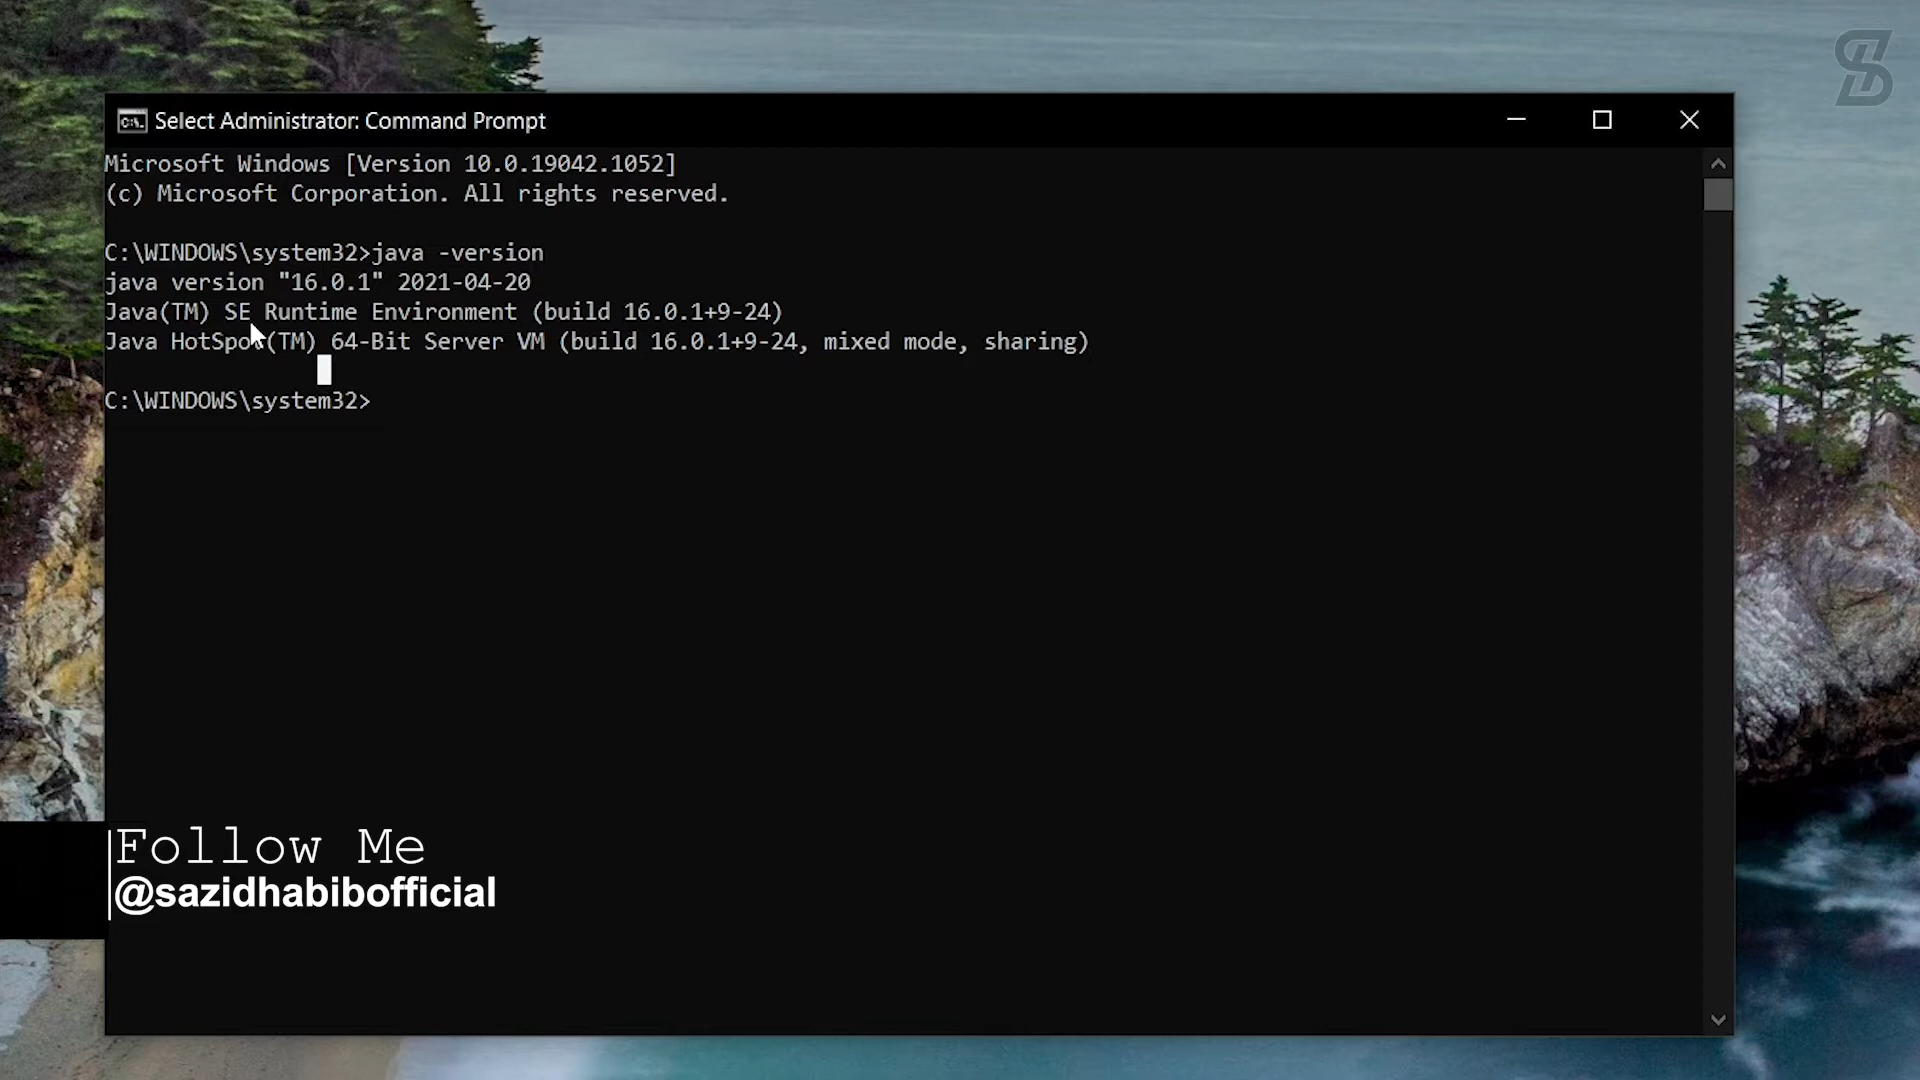 Select Administrator: Command Prompt
Microsoft Windows [Version 10.0.19042.1052]
(c) Microsoft Corporation. All rights reserved.
C:\WINDOWS\system32>java -version
java version "16.0.1" 2021-04-20
Java(TM) SE Runtime Environment (build 16.0.1+9-24)
Java HotSpot(TM) 64-Bit Server VM (build 16.0.1+9-24, mixed mode, sharing)
C:\WINDOWS\system32>
Follow Me
@sazidhabibofficial